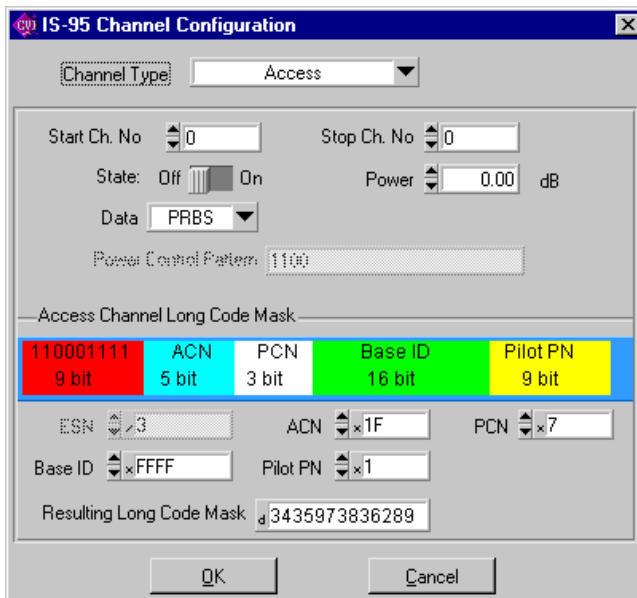 CVI IS-95 Channel Configuration
Channel Type Access
Start Ch. No 0 Stop Ch. No 0
State: Off On Power 0.00 dB
Data PRBS
Power Control Pattern 1100
Access Channel Long Code Mask
110001111 ACN PCN Base ID Pilot PN
9 bit 5 bit 3 bit 16 bit 9 bit
ESN 3 ACN x1F PCN x7
Base ID xFFFF Pilot PN x1
Resulting Long Code Mask d3435973836289
OK Cancel